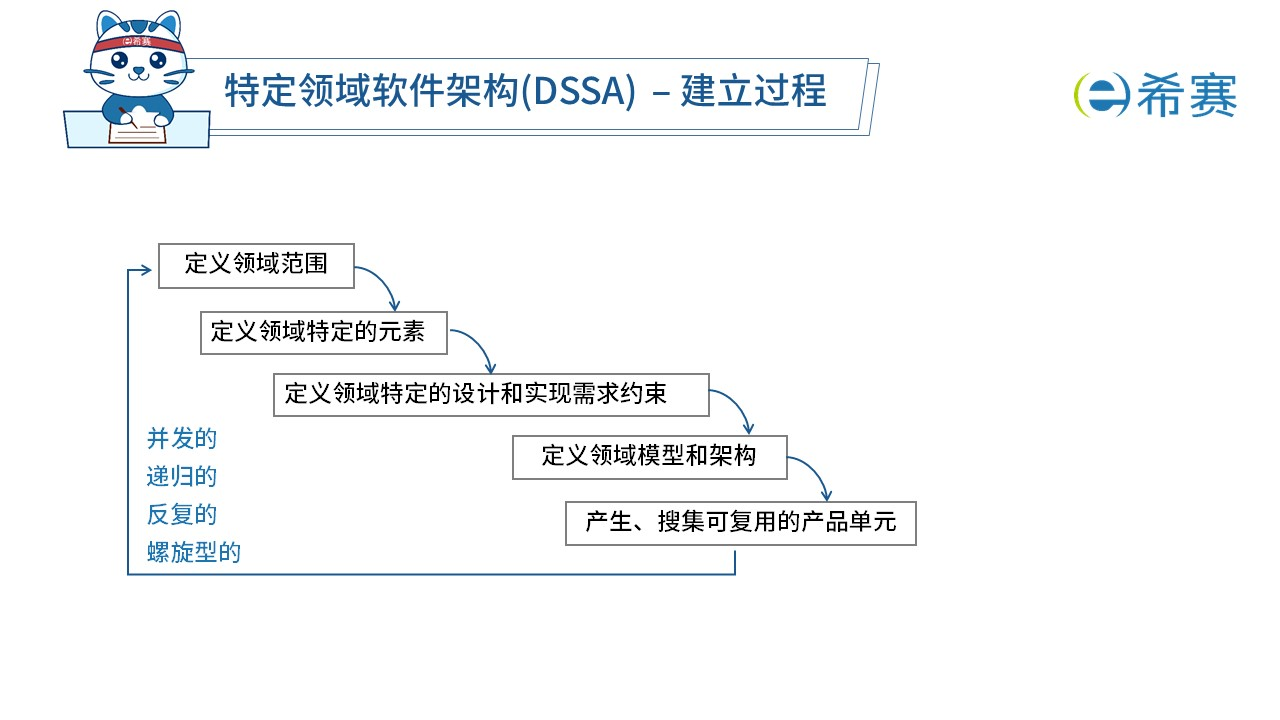 e希赛
特定领域软件架构(DSSA) – 建立过程
e希赛
定义领域范围
定义领域特定的元素
定义领域特定的设计和实现需求约束
定义领域模型和架构
产生、搜集可复用的产品单元
并发的
递归的
反复的
螺旋型的